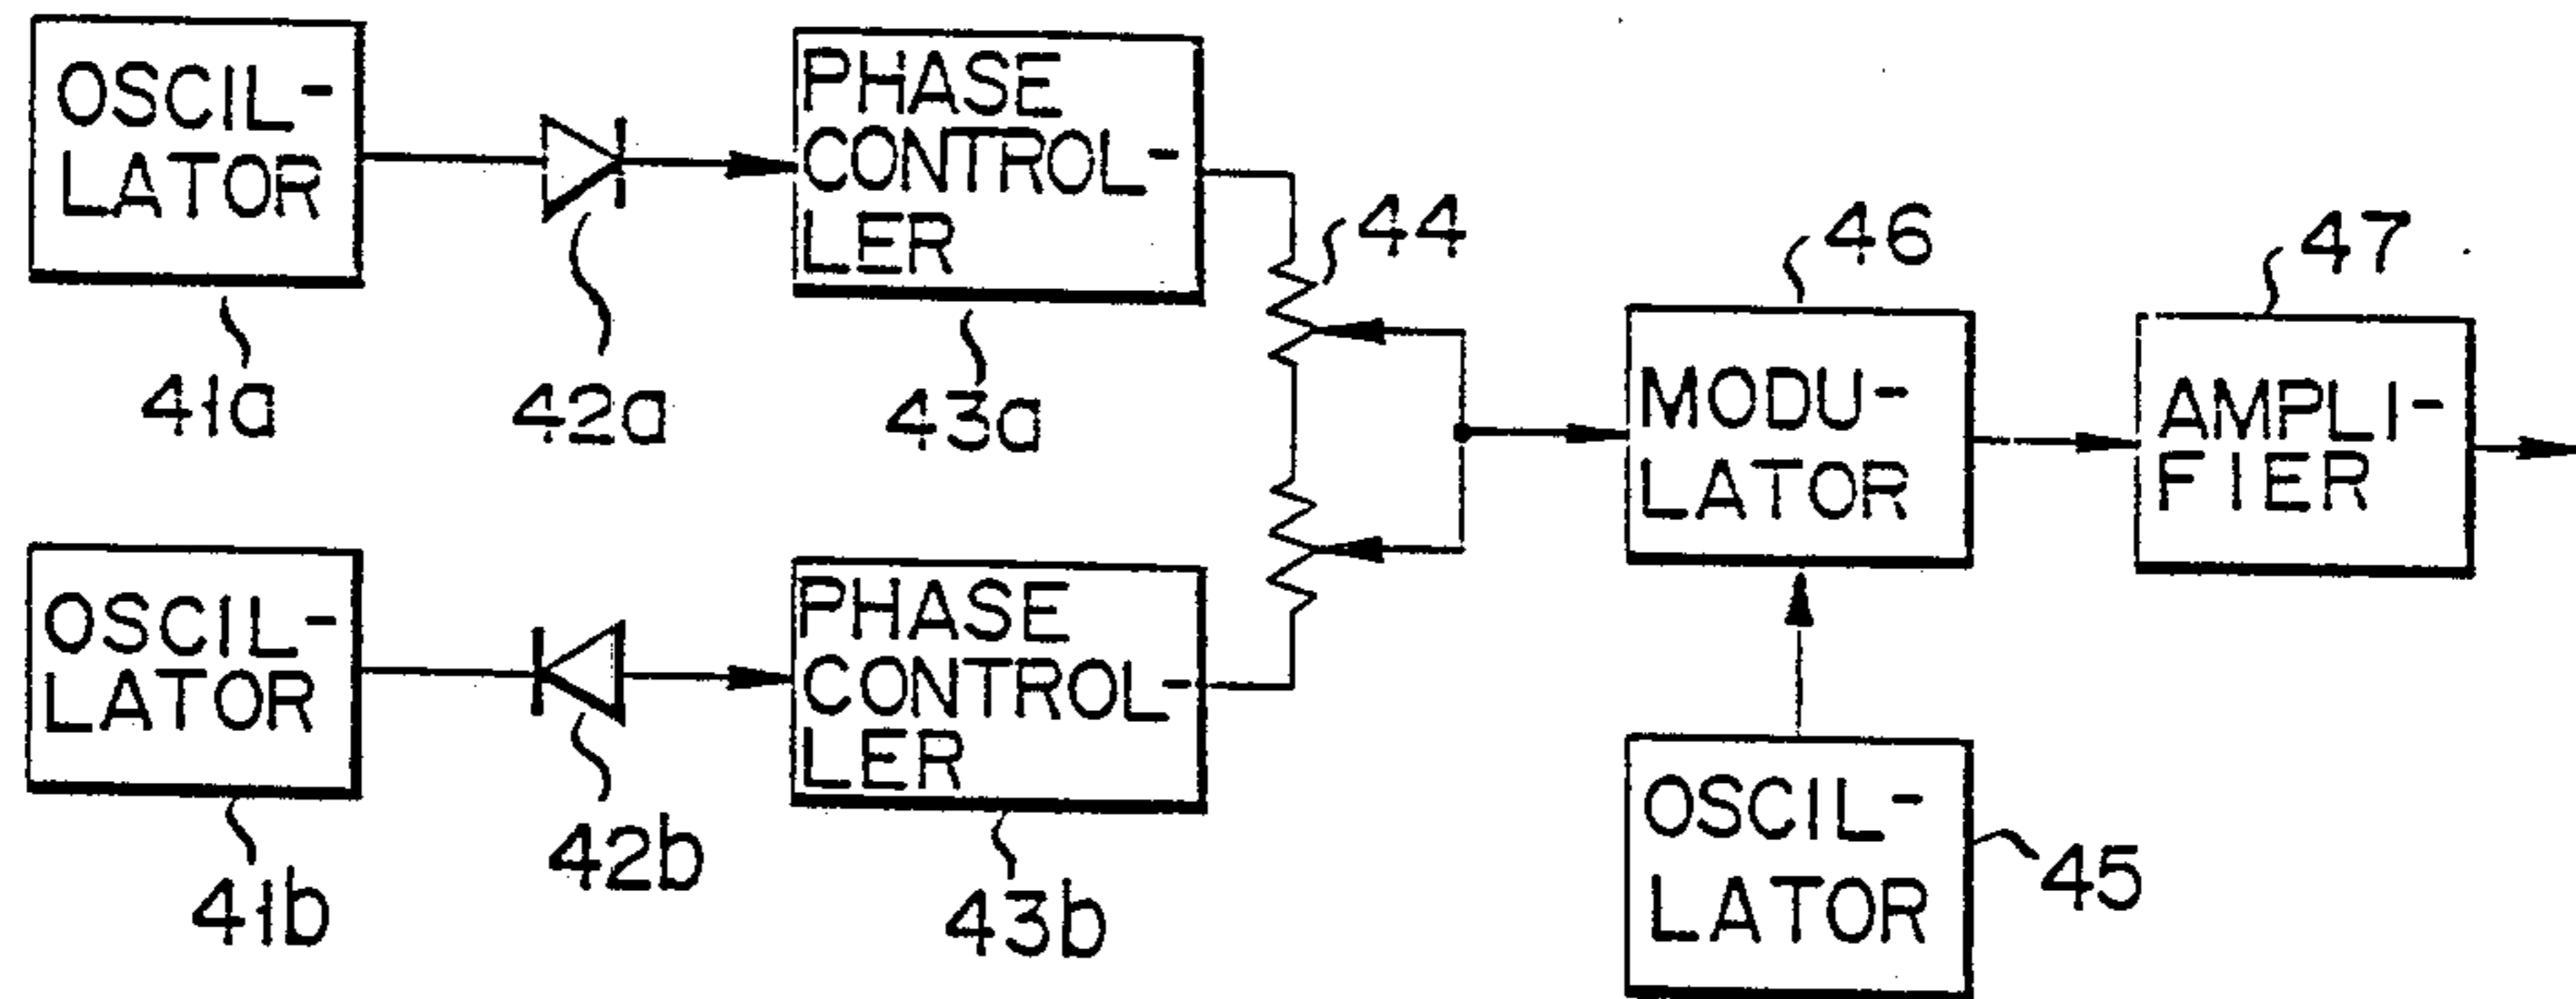 OSCIL-
LATOR
41a
42a
PHASE
CONTROL-
LER
43a
44
OSCIL-
LATOR
41b
42b
PHASE
CONTROL-
LER
43b
46
MODU-
LATOR
47
AMPLI-
FIER
OSCIL-
LATOR
45